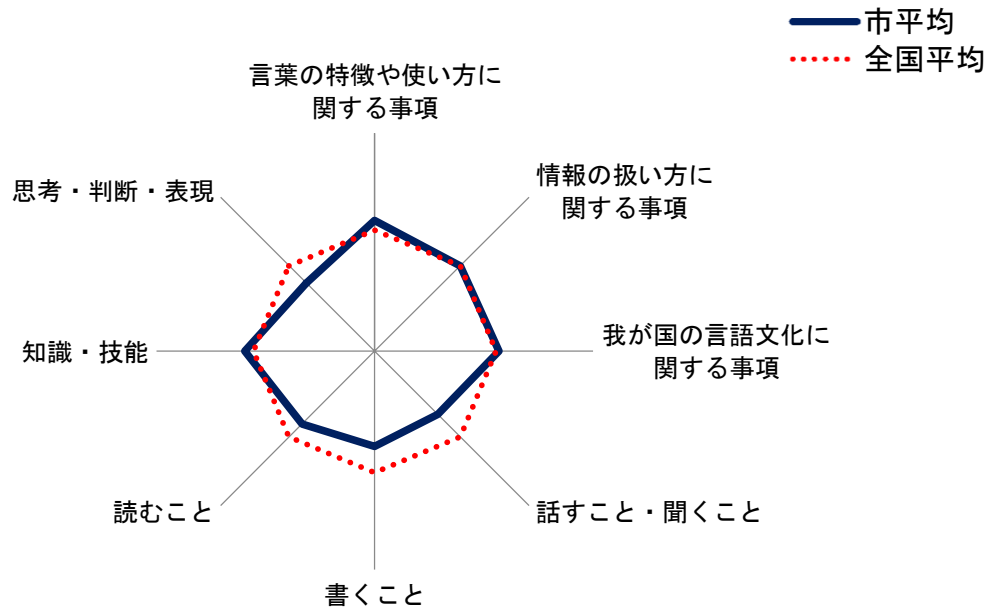 市平均
全国平均
言葉の特徴や使い方に
関する事項
情報の扱い方に
関する事項
我が国の言語文化に
関する事項
話すこと・聞くこと
書くこと
読むこと
知識・技能
思考・判断・表現